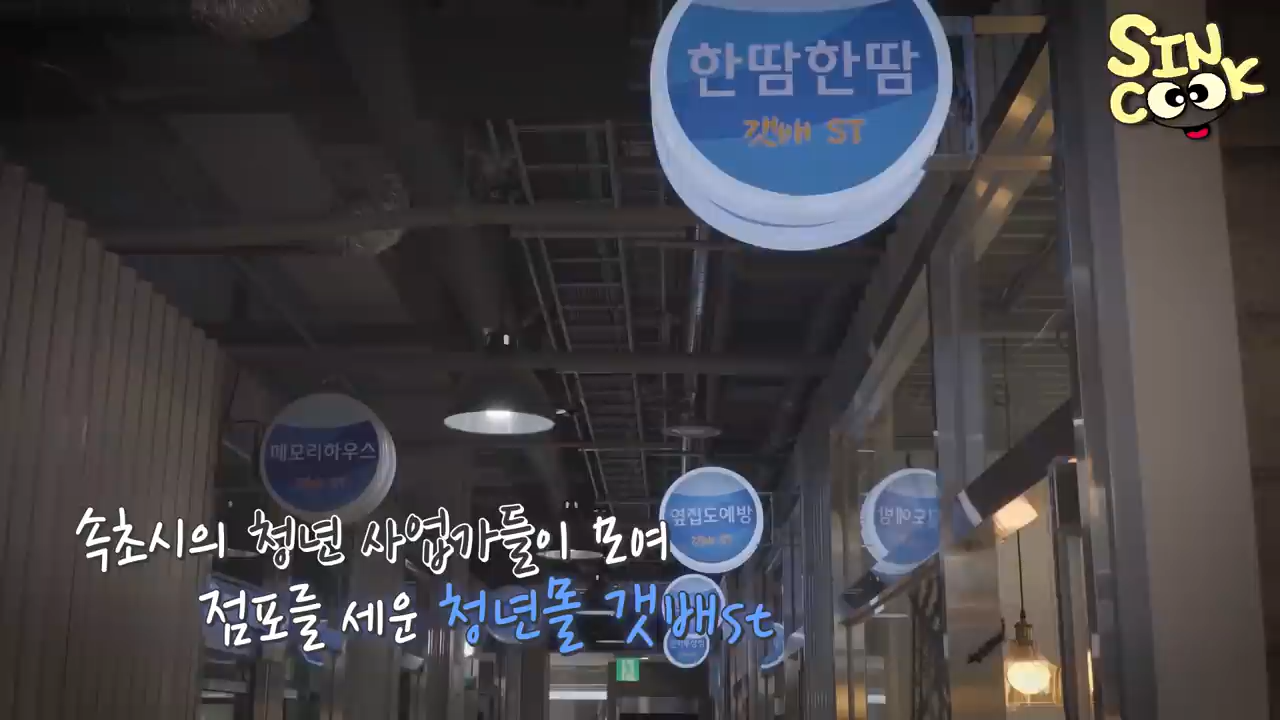 한땀한땀
갯배 ST
SIN
COOK
메모리하우스
옆집도예방
갯배 ST
속초시의 청년 사업가들이 모여
점포를 세운 청년몰 갯배St